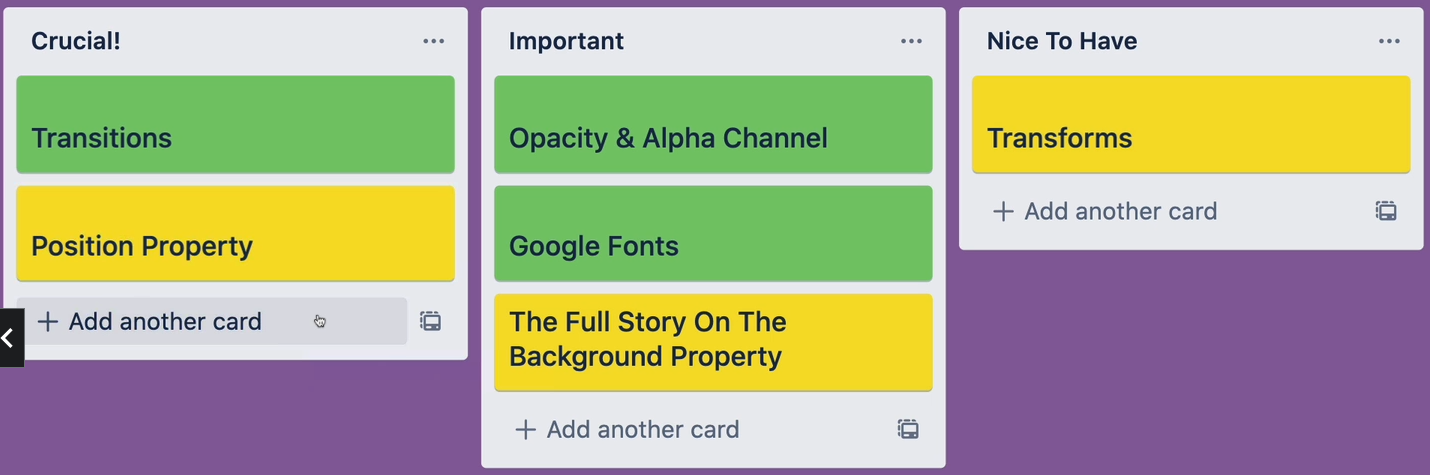 Crucial!
Transitions
Position Property
Add another card
Important
Opacity & Alpha Channel
Google Fonts
The Full Story On The
Background Property
Add another card
Nice To Have
Transforms
Add another card